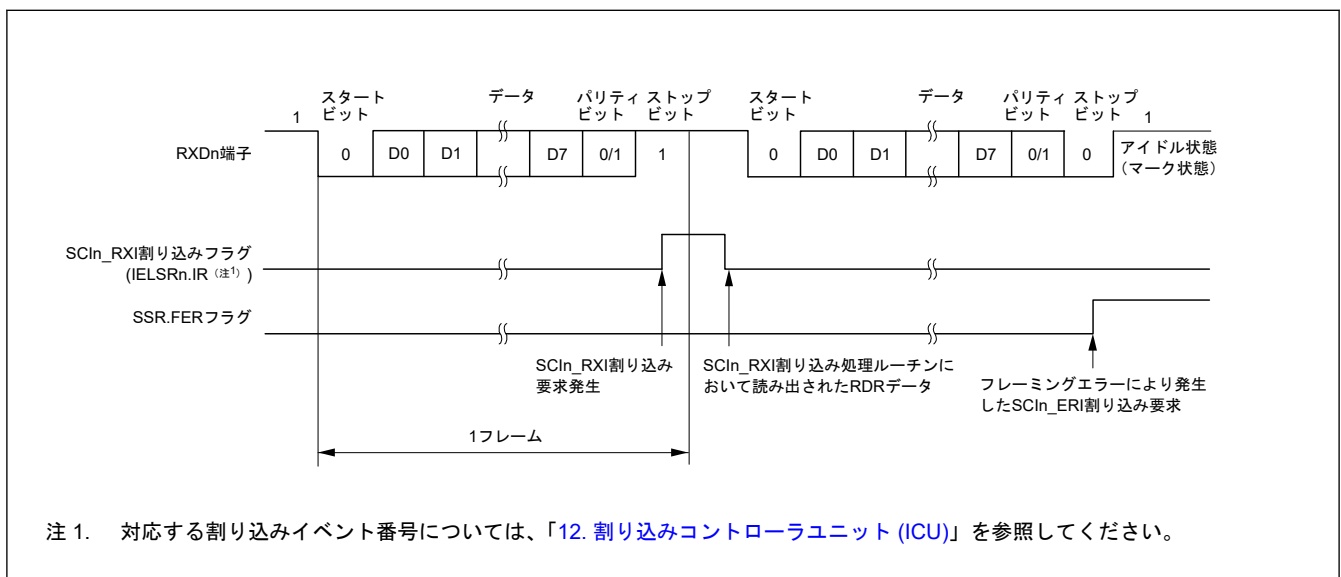 スタート データ パリティ ストップ スタート データ パリティ ストップ
1 ビット ビット ビット ビット ビット ビット 1
RXDn端子 0 D0 D1 D7 0/1 1 0 D0 D1 D7 0/1 0 アイドル状態
（マーク状態）
SCIn_RXI割り込みフラグ
(IELSRn.IR（注1）)
SSR.FERフラグ
SCIn_RXI割り込み
要求発生
SCIn_RXI割り込み処理ルーチンに
おいて読み出されたRDRデータ
フレーミングエラーにより発生
したSCIn_ERI割り込み要求
1フレーム
注 1. 対応する割り込みイベント番号については、「12. 割り込みコントローラユニット (ICU)」を参照してください。